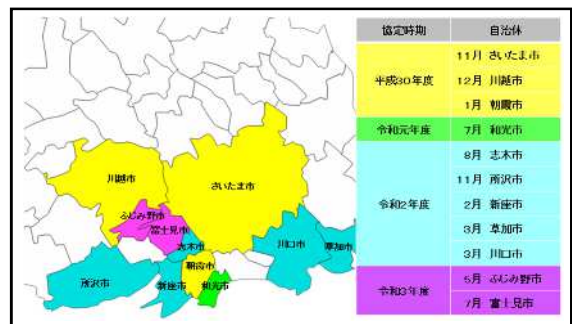 協定時期 自治体
平成30年度
11月 さいたま市
12月 川越市
1月 朝霞市
令和元年度
7月 和光市
令和2年度
8月 志木市
11月 所沢市
2月 新座市
3月 草加市
3月 川口市
令和3年度
5月 ふじみ野市
7月 富士見市
川越市
さいたま市
ふじみ野市
富士見市
志木市
川口市
草加市
朝霞市
所沢市
新座市
和光市